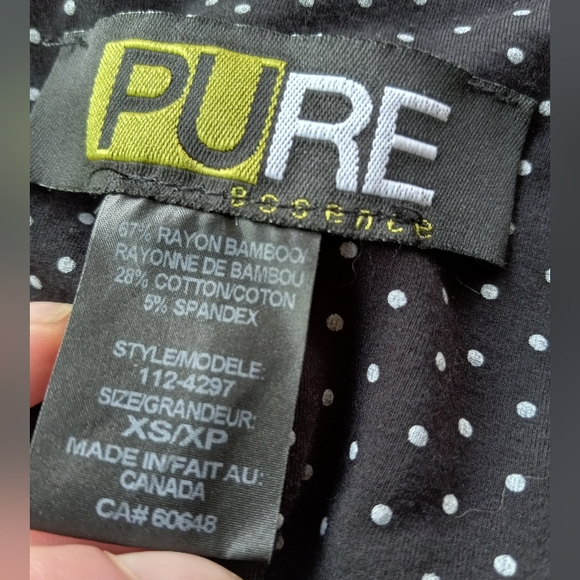 PURE
essence
67% RAYON BAMBOO/
RAYONNE DE BAMBOU
28% COTTON/COTON
5% SPANDEX
STYLE/MODELE:
112-4297
SIZE/GRANDEUR:
XS/XP
MADE IN/FAIT AU:
CANADA
CA# 60648